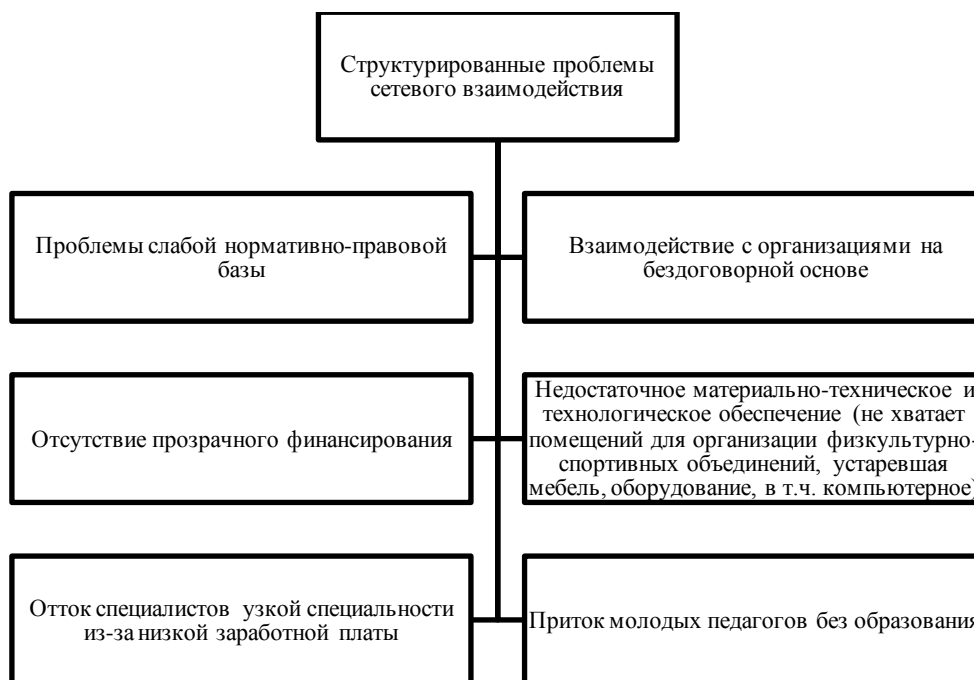 Структурированные проблемы
сетевого взаимодействия
Проблемы слабой нормативно-правовой
базы
Взаимодействие с организациями на
бездоговорной основе
Отсутствие прозрачного финансирования
Недостаточное материально-техническое и
технологическое обеспечение (не хватает
помещений для организации физкультурно-
спортивных объединений, устаревшая
мебель, оборудование, в т.ч. компьютерное)
Отток специалистов узкой специальности
из-за низкой заработной платы
Приток молодых педагогов без образования